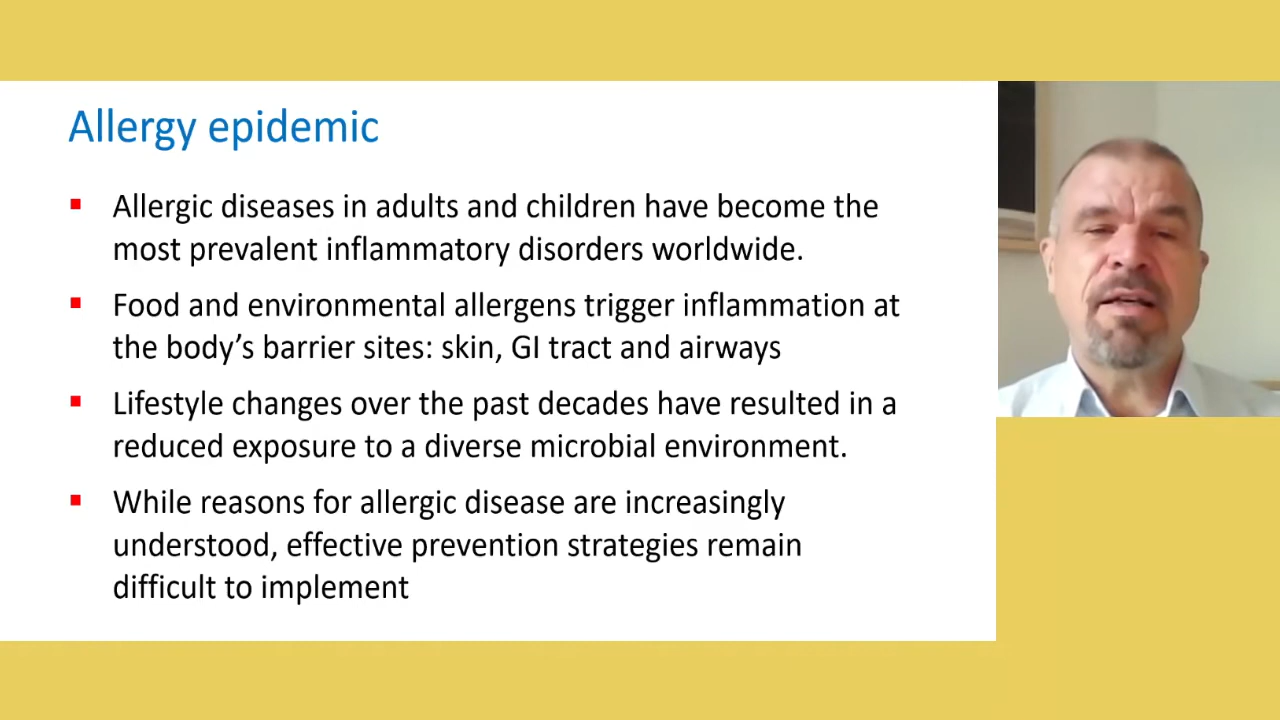 Allergy epidemic
▪ Allergic diseases in adults and children have become the
most prevalent inflammatory disorders worldwide.
▪ Food and environmental allergens trigger inflammation at
the body’s barrier sites: skin, GI tract and airways
▪ Lifestyle changes over the past decades have resulted in a
reduced exposure to a diverse microbial environment.
▪ While reasons for allergic disease are increasingly
understood, effective prevention strategies remain
difficult to implement